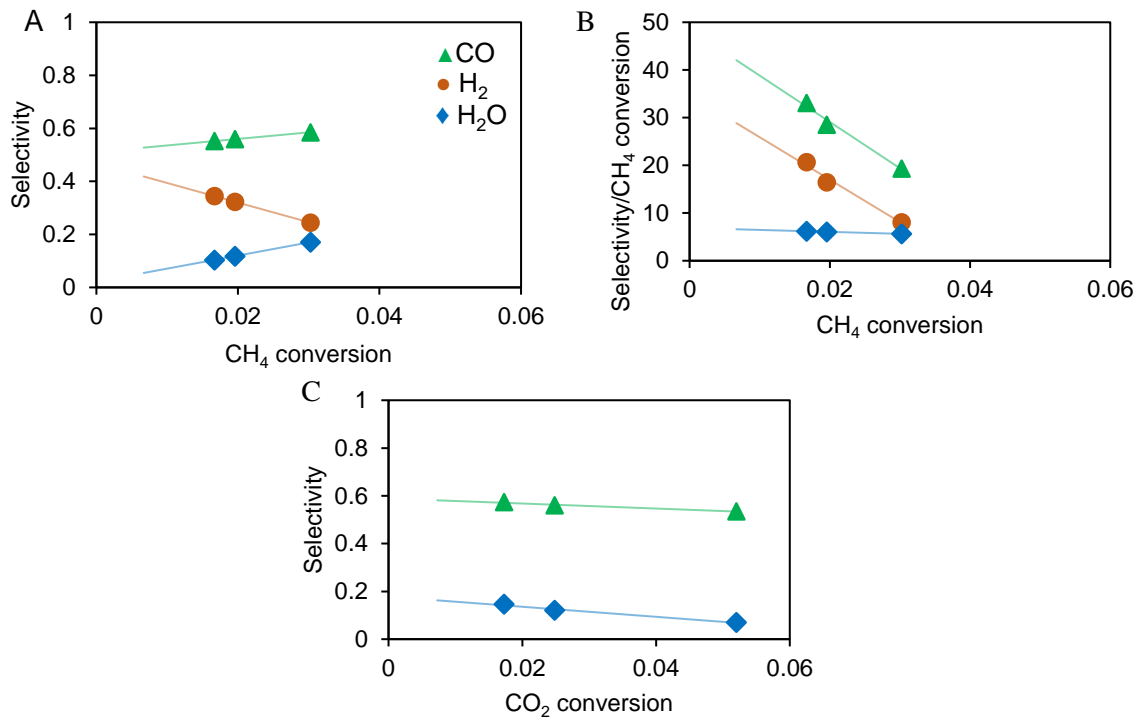 A
Selectivity
1
0.8
0.6
0.4
0.2
0
0
0.02
0.04
0.06
CH₄ conversion
CO
H₂
H₂O
B
Selectivity/CH₄ conversion
50
40
30
20
10
0
0
0.02
0.04
0.06
CH₄ conversion
C
Selectivity
1
0.8
0.6
0.4
0.2
0
0
0.02
0.04
0.06
CO₂ conversion